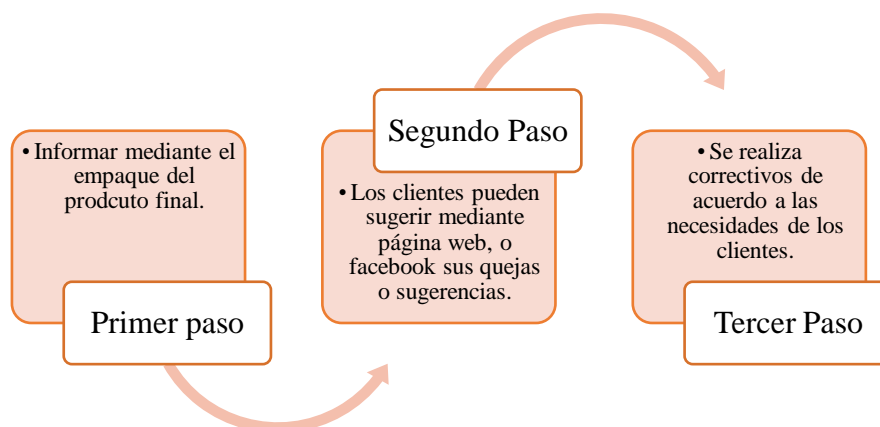 • Informar mediante el
empaque del
prodcuto final.
Primer paso
Segundo Paso
• Los clientes pueden
sugerir mediante
página web, o
facebook sus quejas
o sugerencias.
• Se realiza
correctivos de
acuerdo a las
necesidades de los
clientes.
Tercer Paso